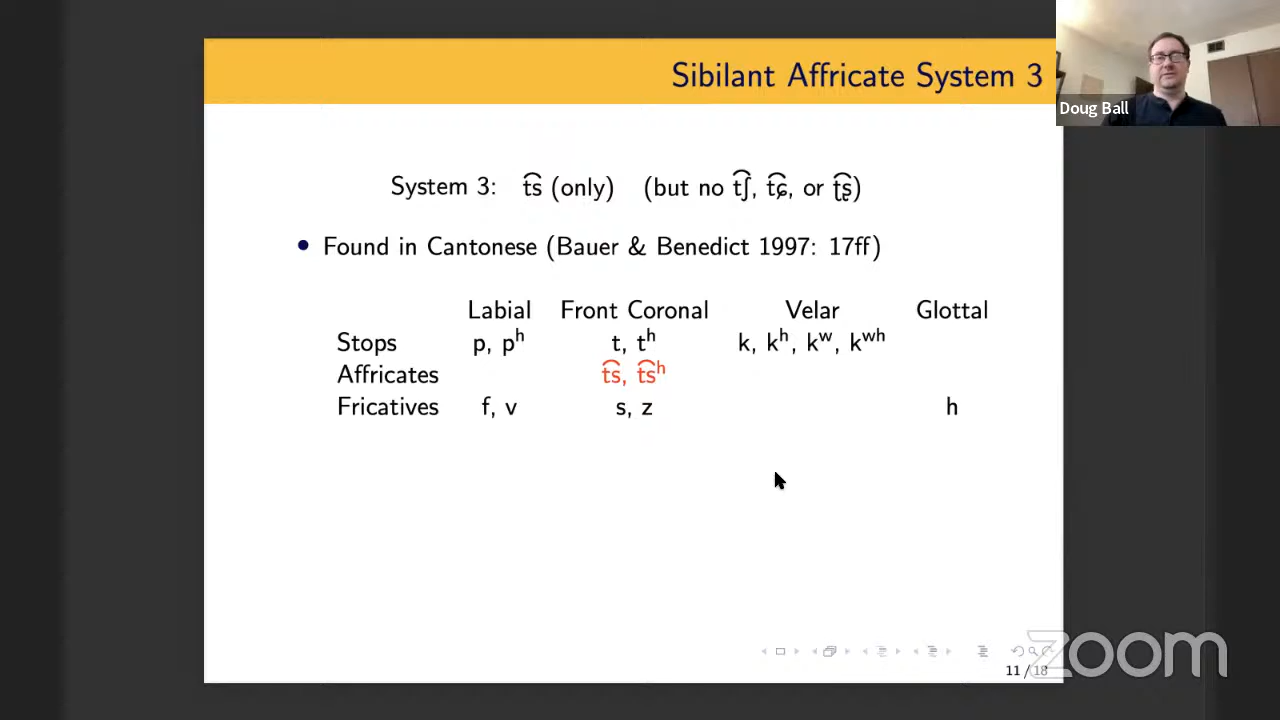 Sibilant Affricate System 3
Doug Ball
System 3: t͡s (only) (but no t͡ʃ, t͡ɕ, or ʈ͡ʂ)
• Found in Cantonese (Bauer & Benedict 1997: 17ff)
Labial Front Coronal Velar Glottal
Stops p, pʰ t, tʰ k, kʰ, kʷ, kʷʰ
Affricates t͡s, t͡sʰ
Fricatives f, v s, z h
11 / 18
zoom